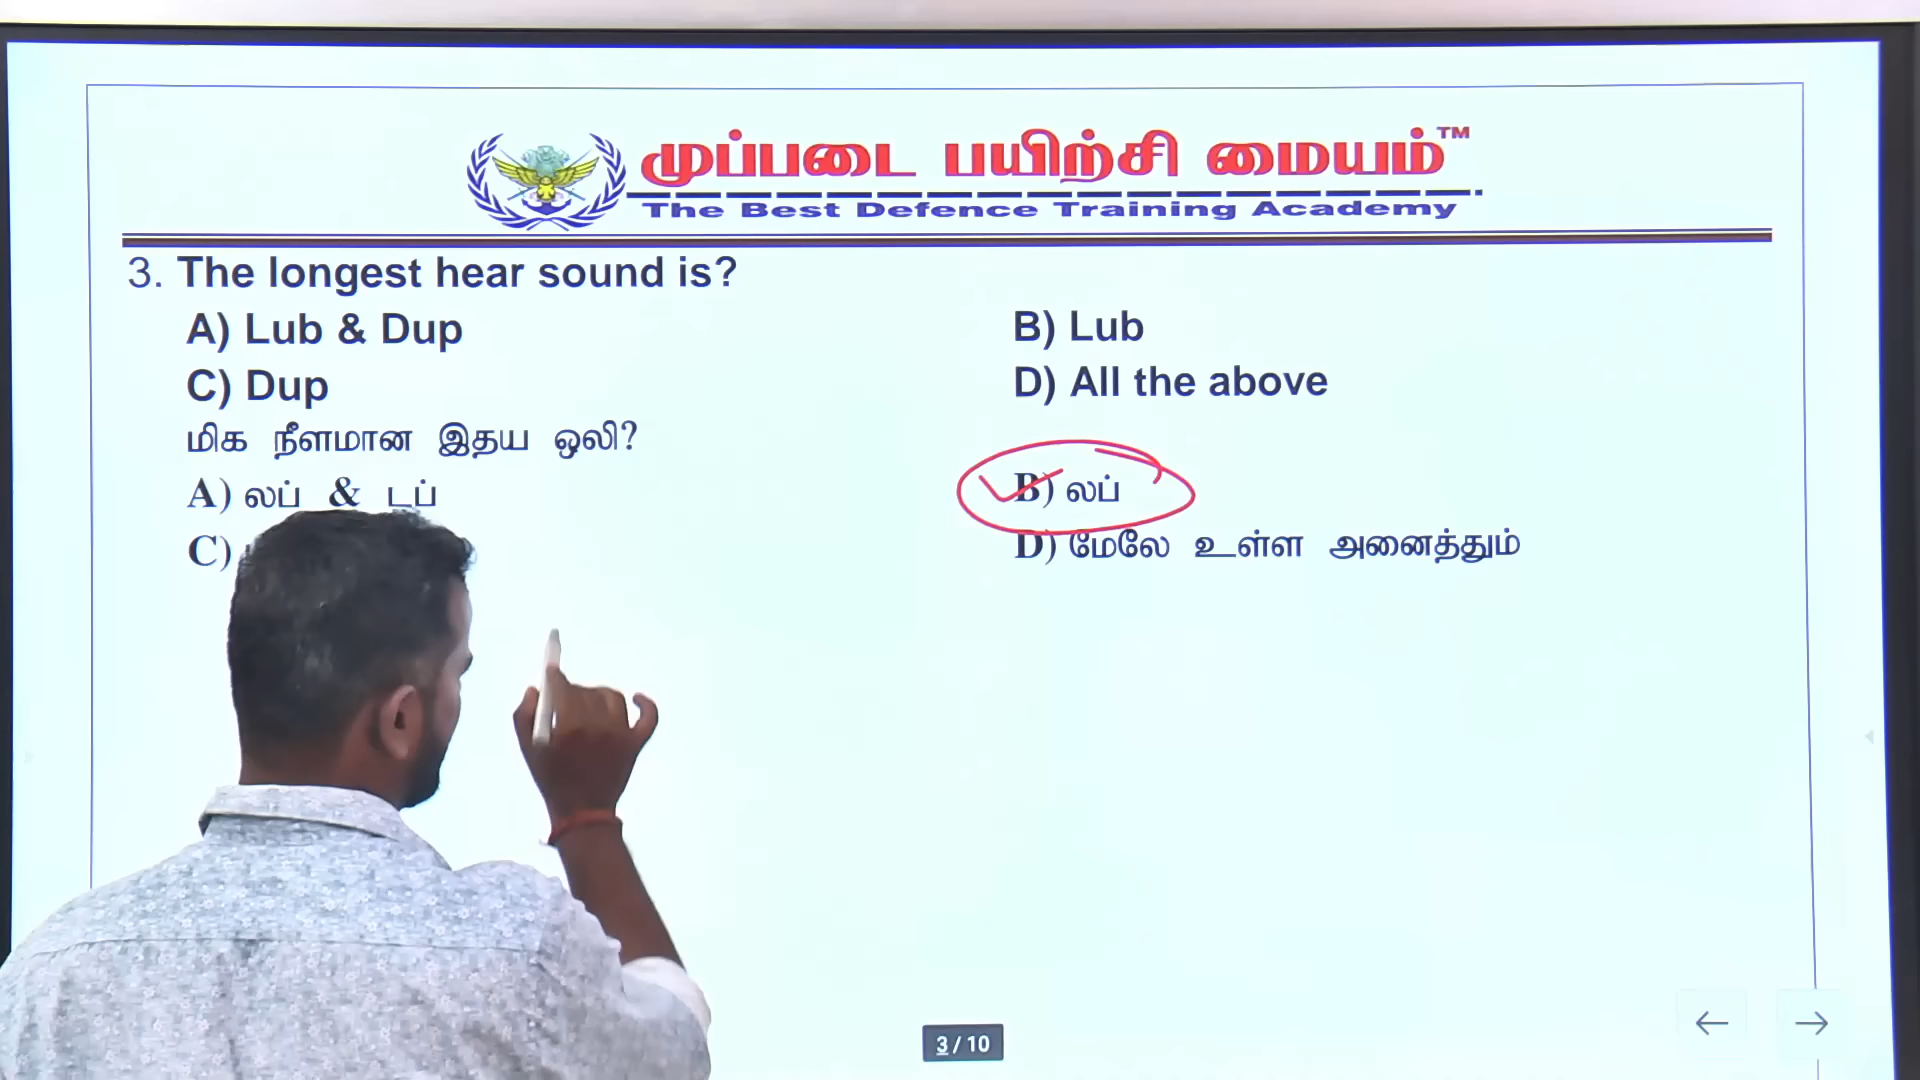 முப்படை பயிற்சி மையம்™
The Best Defence Training Academy
3. The longest hear sound is?
A) Lub & Dup
B) Lub
C) Dup
D) All the above
மிக நீளமான இதய ஒலி?
A) லப் & டப்
B) லப்
C)
D) மேலே உள்ள அனைத்தும்
3 / 10